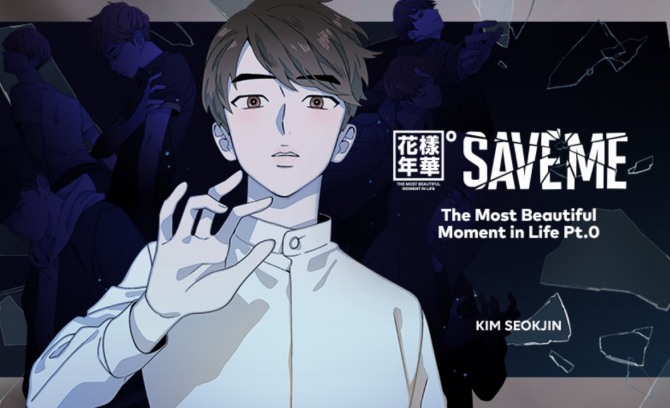 花樣
年華
THE MOST BEAUTIFUL
MOMENT IN LIFE
SAVE ME
The Most Beautiful
Moment in Life Pt.0
KIM SEOKJIN